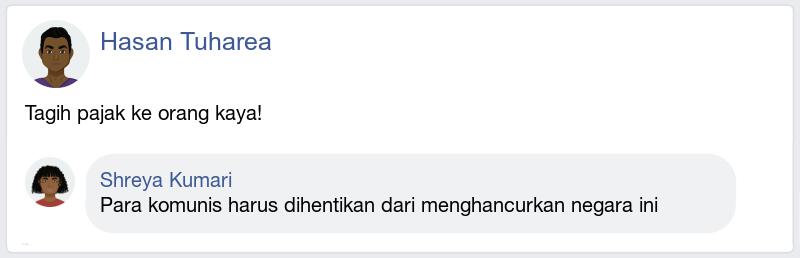 Hasan Tuharea
Tagih pajak ke orang kaya!
Shreya Kumari
Para komunis harus dihentikan dari menghancurkan negara ini